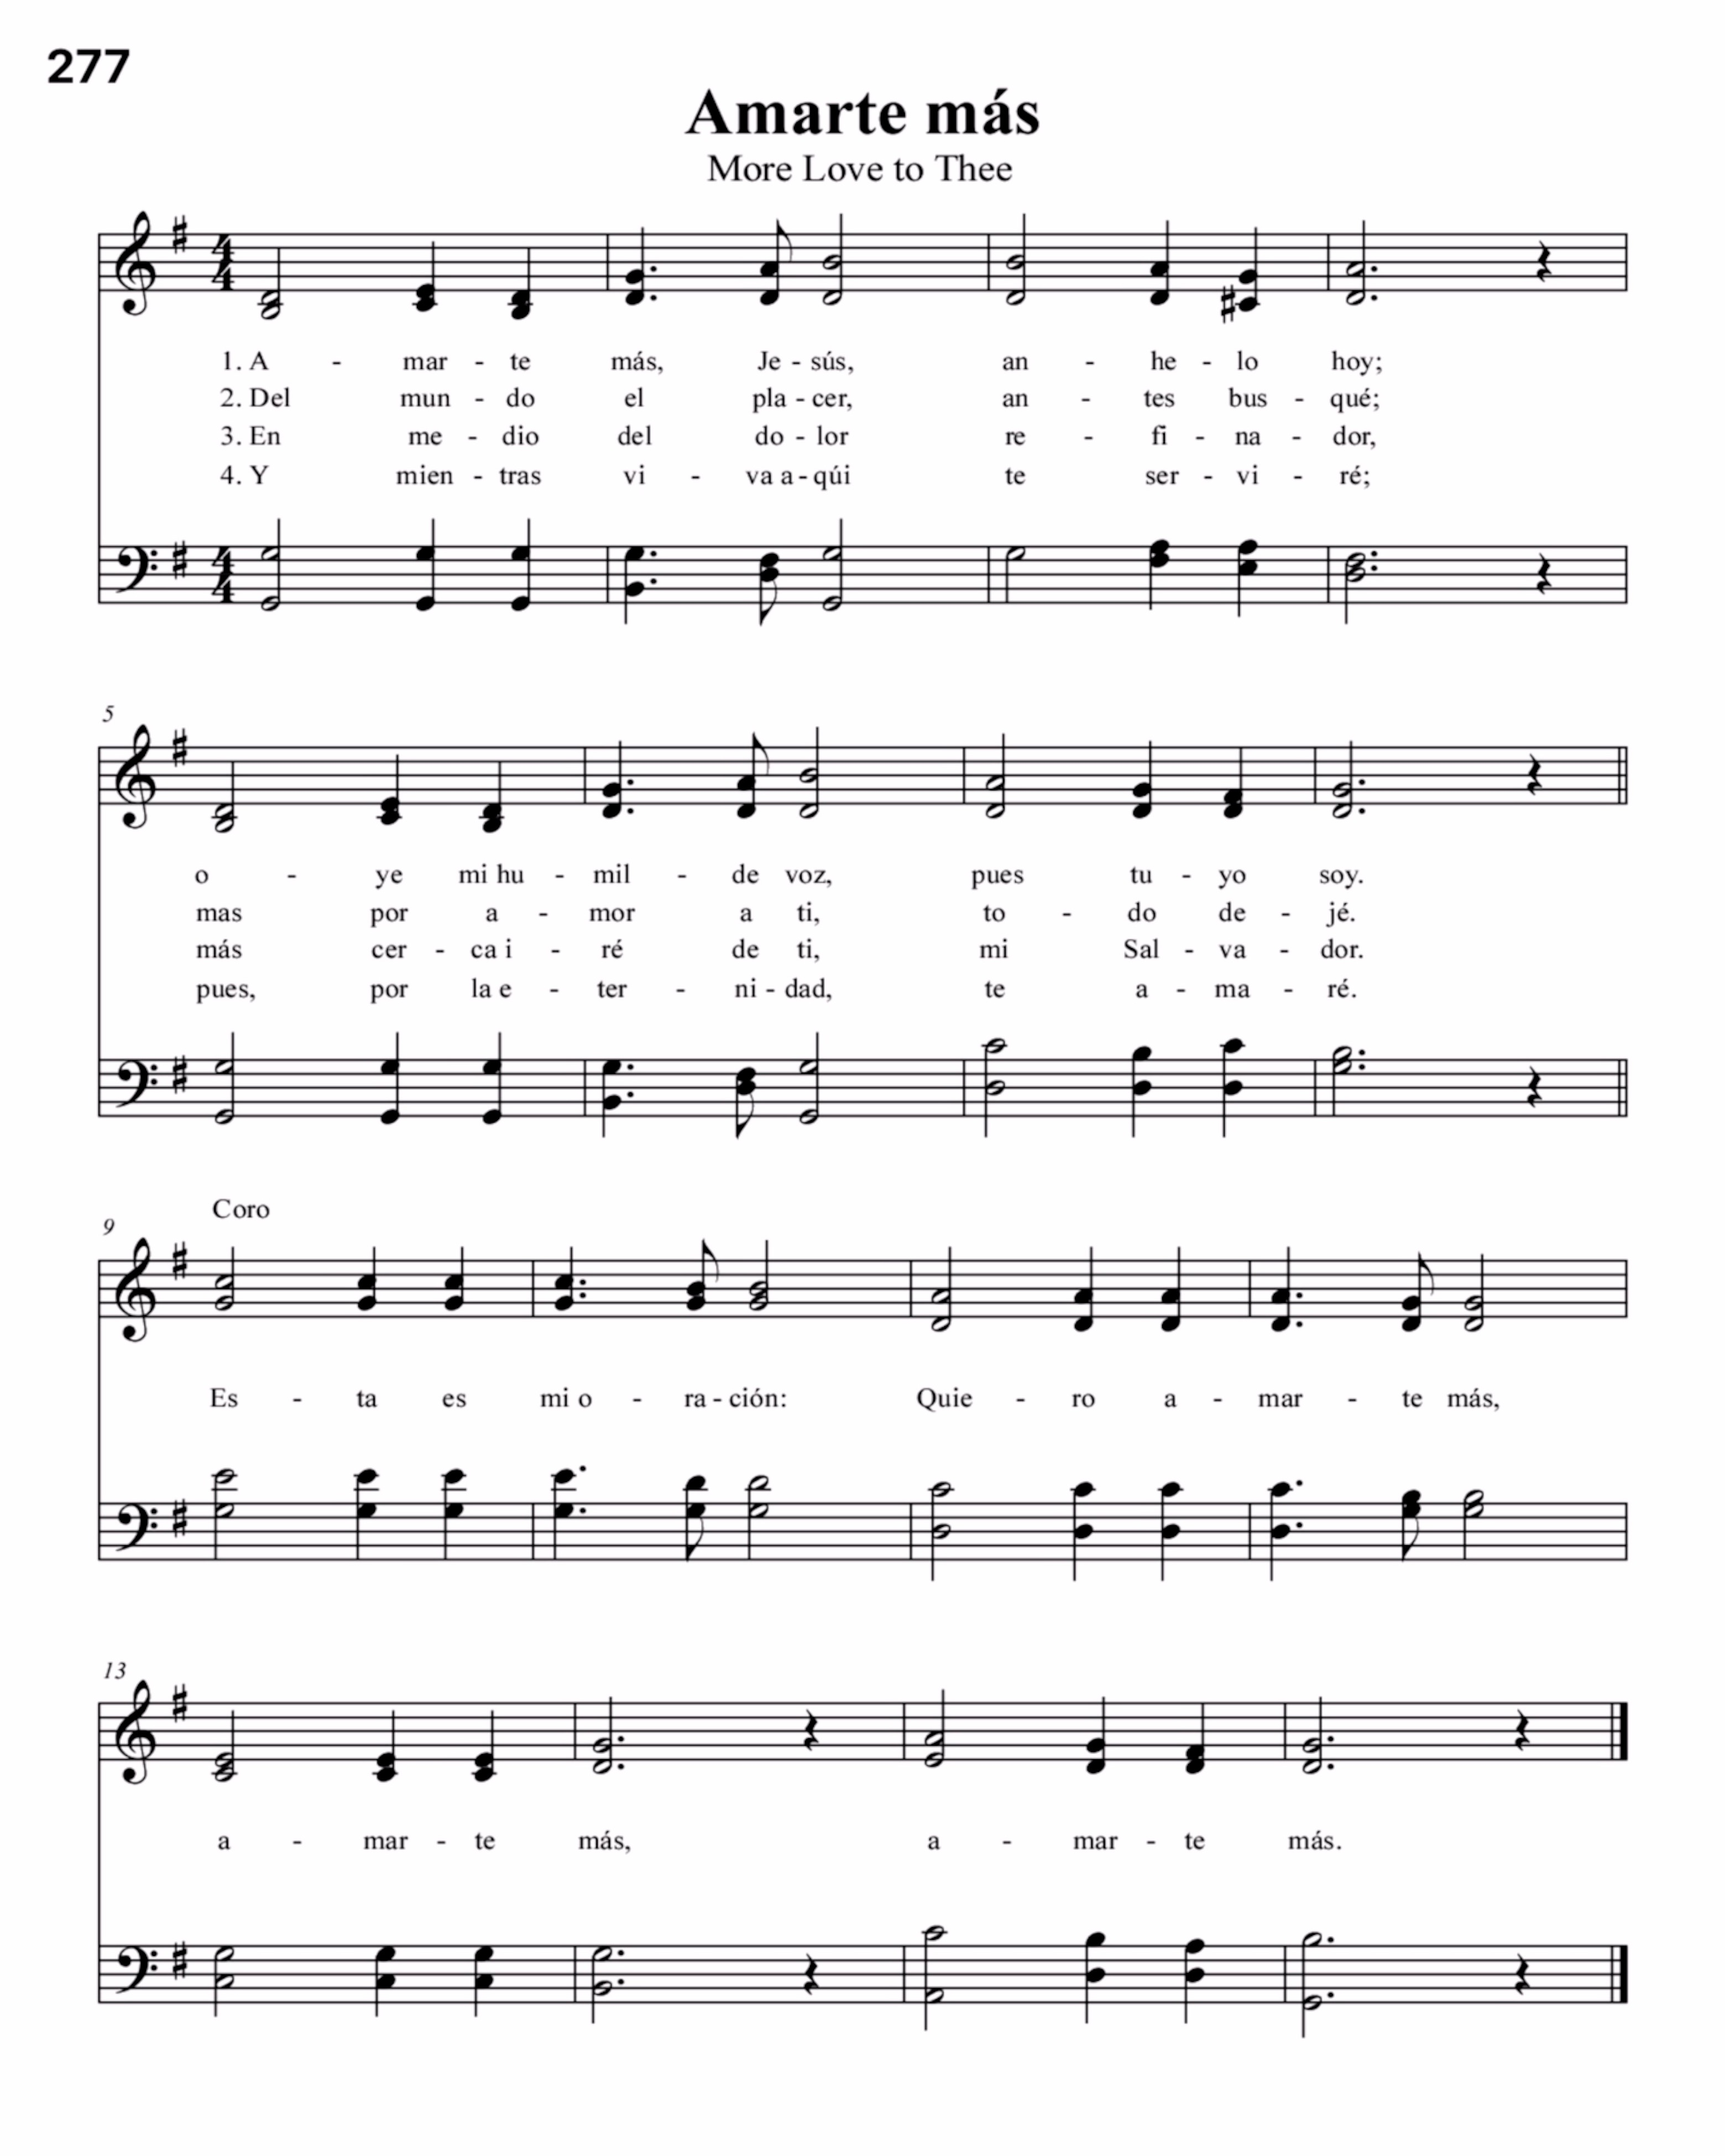 277
Amarte más
More Love to Thee
1. A - mar - te más, Je - sús, an - he - lo hoy;
2. Del mun - do el pla - cer, an - tes bus - qué;
3. En me - dio del do - lor re - fi - na - dor,
4. Y mien - tras vi - va a - qúi te ser - vi - ré;
5
o - ye mi hu - mil - de voz, pues tu - yo soy.
mas por a - mor a ti, to - do de - jé.
más cer - ca i - ré de ti, mi Sal - va - dor.
pues, por la e - ter - ni - dad, te a - ma - ré.
Coro
9
Es - ta es mi o - ra - ción: Quie - ro a - mar - te más,
13
a - mar - te más, a - mar - te más.